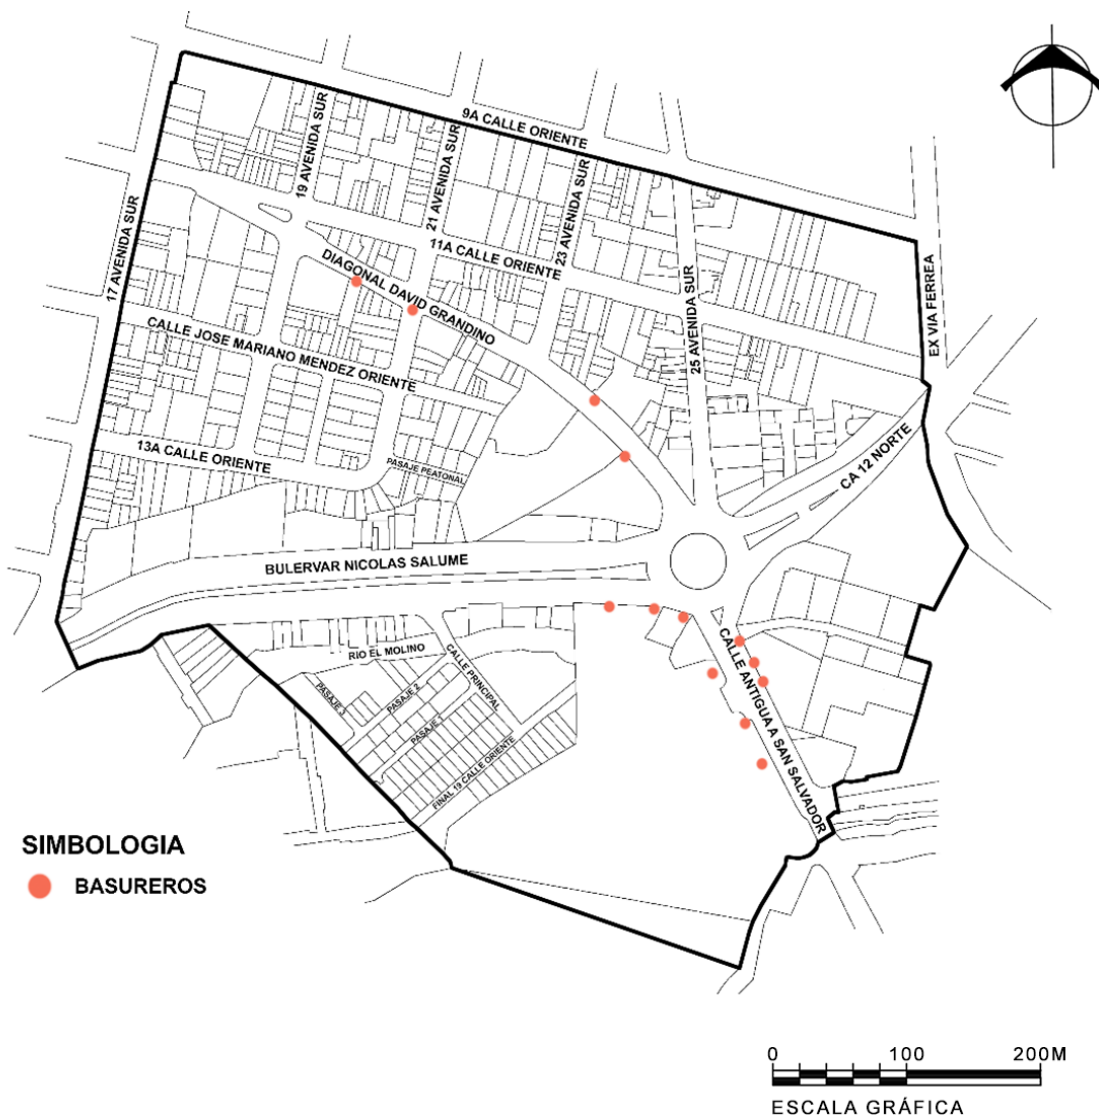 9A CALLE ORIENTE
19 AVENIDA SUR
21 AVENIDA SUR
23 AVENIDA SUR
17 AVENIDA SUR
11A CALLE ORIENTE
DIAGONAL DAVID GRANDINO
25 AVENIDA SUR
EX VIA FERREA
CALLE JOSE MARIANO MENDEZ ORIENTE
13A CALLE ORIENTE
PASAJE PEATONAL
CA 12 NORTE
BULERVAR NICOLAS SALUME
RIO EL MOLINO
CALLE PRINCIPAL
PASAJE 3
PASAJE 2
PASAJE 1
FINAL 19 CALLE ORIENTE
CALLE ANTIGUA A SAN SALVADOR
SIMBOLOGIA
BASUREROS
0 100 200M
ESCALA GRÁFICA